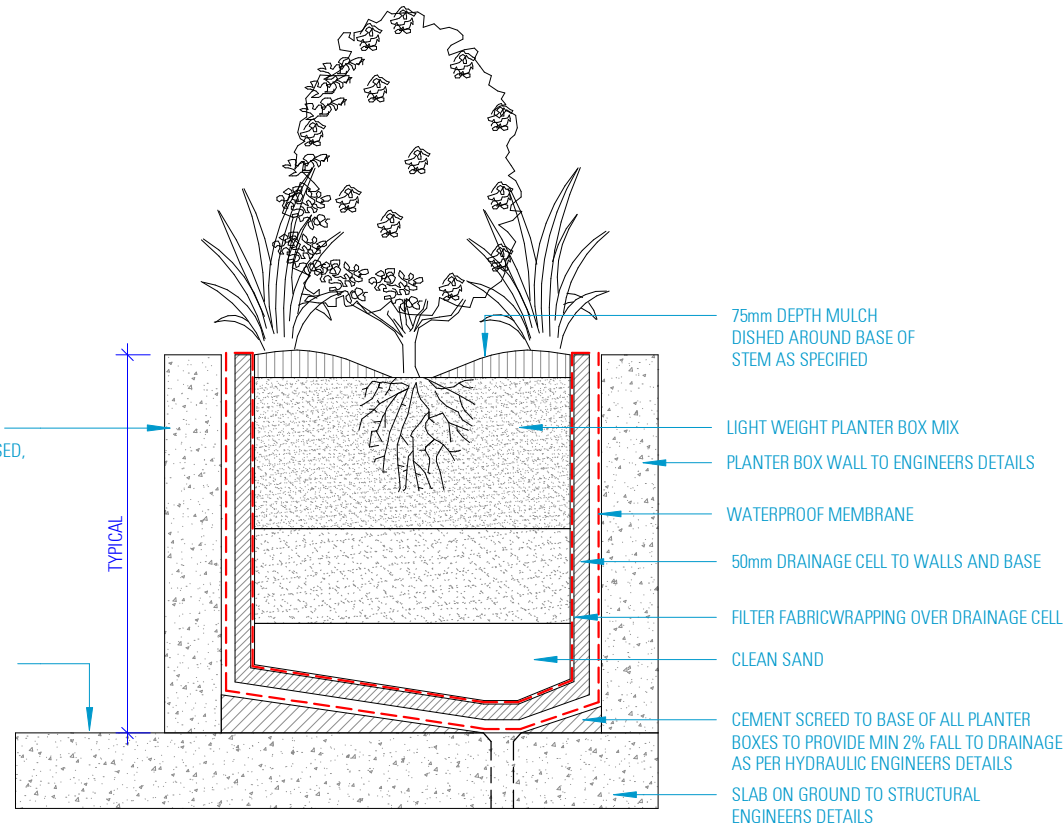 75mm DEPTH MULCH
DISHED AROUND BASE OF
STEM AS SPECIFIED
LIGHT WEIGHT PLANTER BOX MIX
SED,
PLANTER BOX WALL TO ENGINEERS DETAILS
WATERPROOF MEMBRANE
TYPICAL
50mm DRAINAGE CELL TO WALLS AND BASE
FILTER FABRICWRAPPING OVER DRAINAGE CELL
CLEAN SAND
CEMENT SCREED TO BASE OF ALL PLANTER
BOXES TO PROVIDE MIN 2% FALL TO DRAINAGE
AS PER HYDRAULIC ENGINEERS DETAILS
SLAB ON GROUND TO STRUCTURAL
ENGINEERS DETAILS